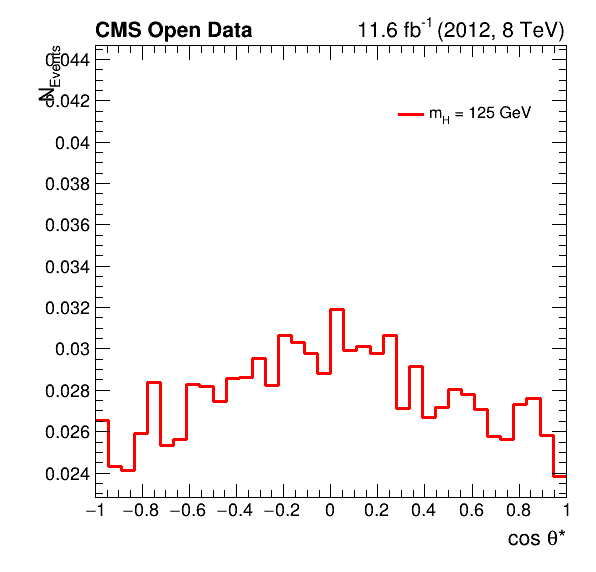 CMS Open Data 11.6 fb⁻¹ (2012, 8 TeV)
N_Events
0.044
0.042
m_H = 125 GeV
0.04
0.038
0.036
0.034
0.032
0.03
0.028
0.026
0.024
−1 −0.8 −0.6 −0.4 −0.2 0 0.2 0.4 0.6 0.8 1
cos θ*